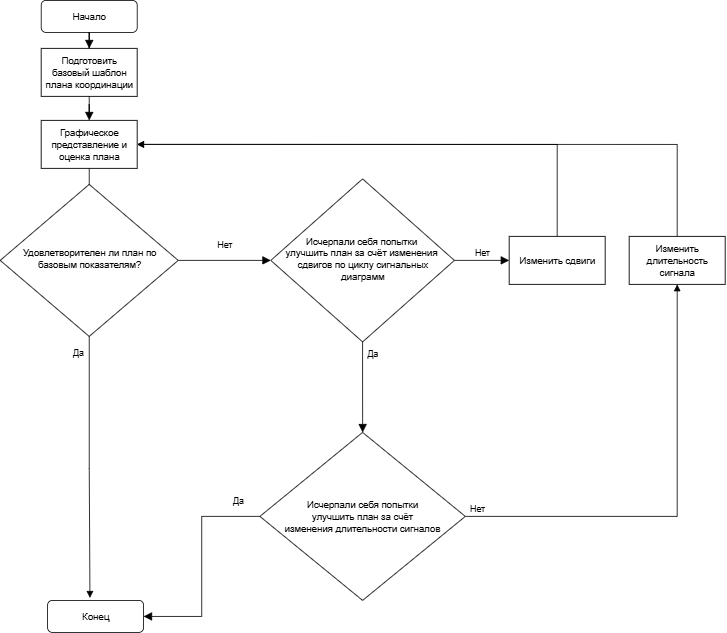 Начало
Подготовить
базовый шаблон
плана координации
Графическое
представление и
оценка плана
Удовлетворителен ли план по
базовым показателям?
Нет
Исчерпали себя попытки
улучшить план за счёт изменения
сдвигов по циклу сигнальных
диаграмм
Нет
Изменить сдвиги
Изменить
длительность
сигнала
Да
Да
Исчерпали себя попытки
улучшить план за счёт
изменения длительности сигналов
Да
Нет
Конец